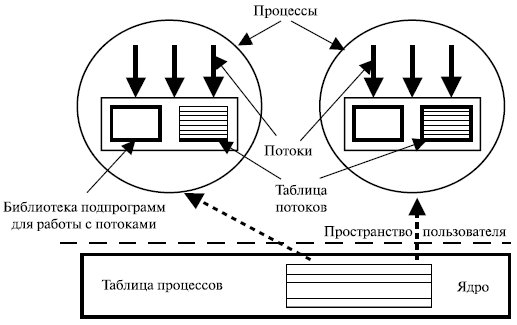 Процессы
Потоки
Таблица
потоков
Библиотека подпрограмм
для работы с потоками
Пространство пользователя
Таблица процессов
Ядро